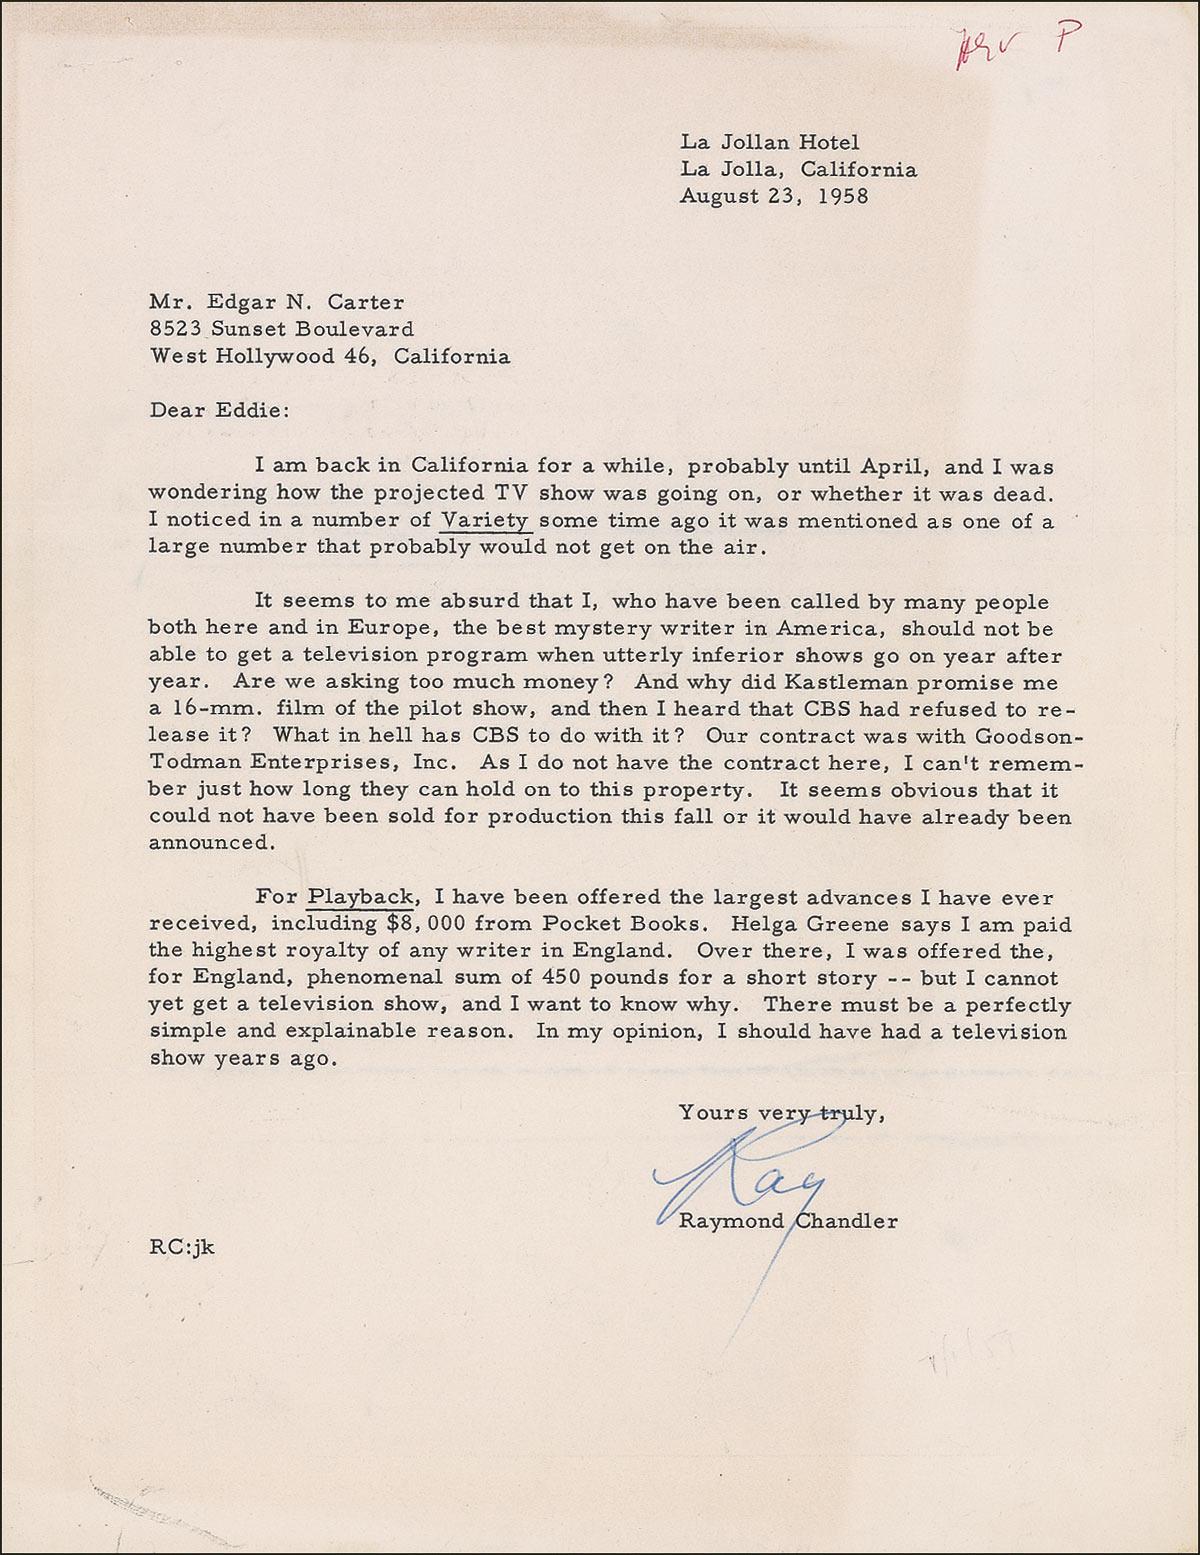 P
La Jollan Hotel
La Jolla, California
August 23, 1958
Mr. Edgar N. Carter
8523 Sunset Boulevard
West Hollywood 46, California
Dear Eddie:
I am back in California for a while, probably until April, and I was
wondering how the projected TV show was going on, or whether it was dead.
I noticed in a number of Variety some time ago it was mentioned as one of a
large number that probably would not get on the air.
It seems to me absurd that I, who have been called by many people
both here and in Europe, the best mystery writer in America, should not be
able to get a television program when utterly inferior shows go on year after
year. Are we asking too much money? And why did Kastleman promise me
a 16-mm. film of the pilot show, and then I heard that CBS had refused to re-
lease it? What in hell has CBS to do with it? Our contract was with Goodson-
Todman Enterprises, Inc. As I do not have the contract here, I can't remem-
ber just how long they can hold on to this property. It seems obvious that it
could not have been sold for production this fall or it would have already been
announced.
For Playback, I have been offered the largest advances I have ever
received, including $8,000 from Pocket Books. Helga Greene says I am paid
the highest royalty of any writer in England. Over there, I was offered the,
for England, phenomenal sum of 450 pounds for a short story -- but I cannot
yet get a television show, and I want to know why. There must be a perfectly
simple and explainable reason. In my opinion, I should have had a television
show years ago.
Yours very truly,
Ray
Raymond Chandler
RC:jk